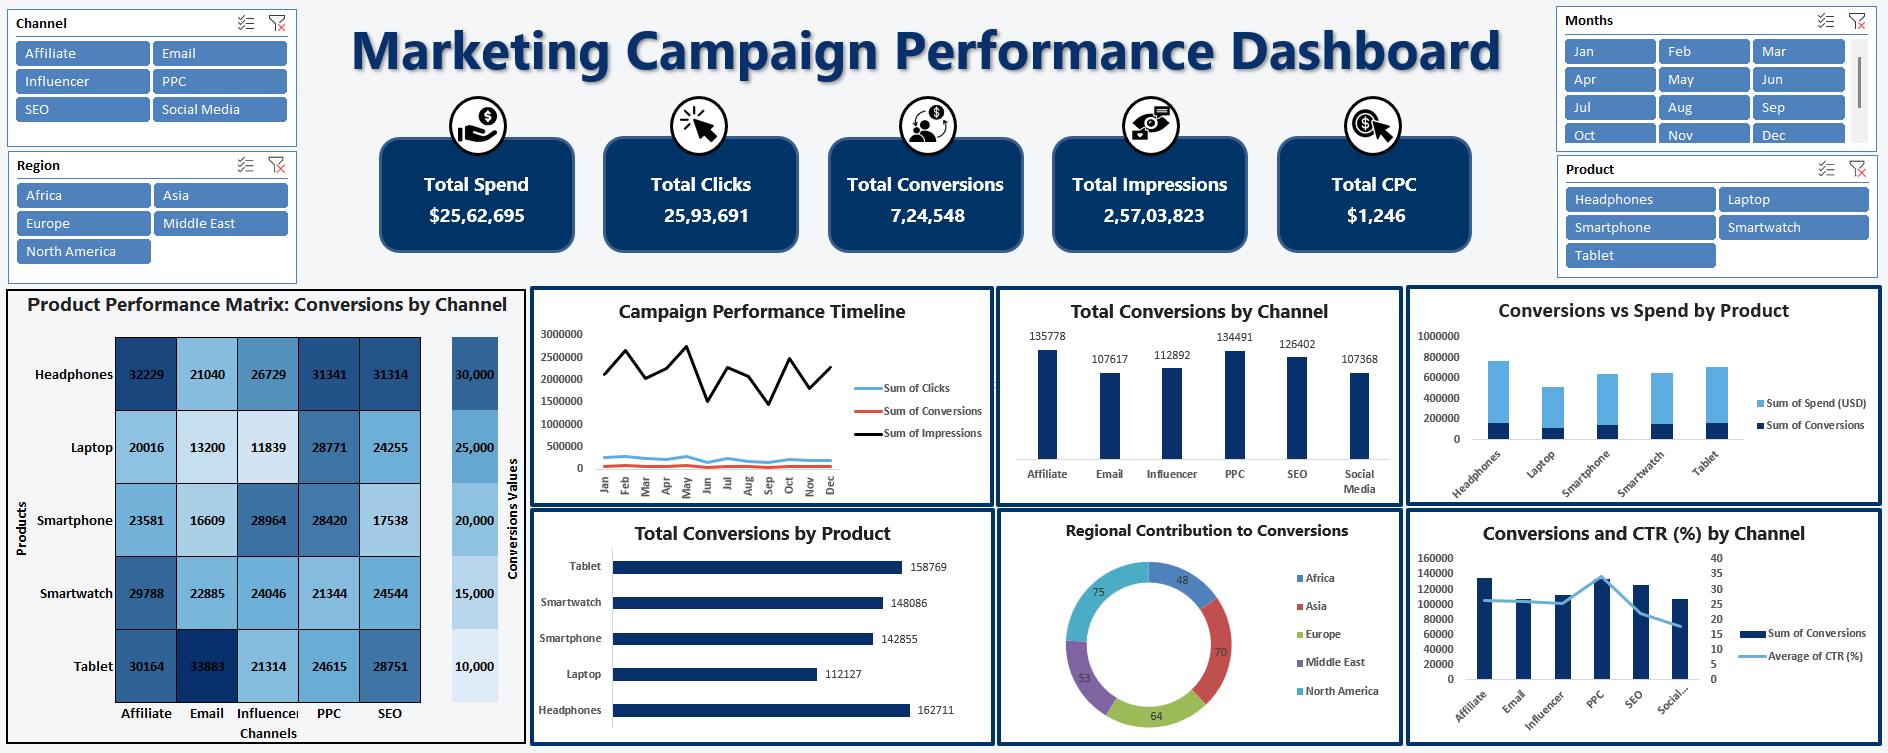 Marketing Campaign Performance Dashboard
Channel
Affiliate Email
Influencer PPC
SEO Social Media
Region
Africa Asia
Europe Middle East
North America
Total Spend
$25,62,695
Total Clicks
25,93,691
Total Conversions
7,24,548
Total Impressions
2,57,03,823
Total CPC
$1,246
Months
Jan Feb Mar
Apr May Jun
Jul Aug Sep
Oct Nov Dec
Product
Headphones Laptop
Smartphone Smartwatch
Tablet
Product Performance Matrix: Conversions by Channel
Products
Headphones 32229 21040 26729 31341 31314
Laptop 20016 13200 11839 28771 24255
Smartphone 23581 16609 28964 28420 17538
Smartwatch 29788 22885 24046 21344 24544
Tablet 30164 33883 21314 24615 28751
Affiliate Email Influencer PPC SEO
Channels
30,000
25,000
20,000
15,000
10,000
Conversions Values
Campaign Performance Timeline
3000000
2500000
2000000
1500000
1000000
500000
0
Jan Feb Mar Apr May Jun Jul Aug Sep Oct Nov Dec
Sum of Clicks
Sum of Conversions
Sum of Impressions
Total Conversions by Channel
135778 107617 112892 134491 126402 107368
Affiliate Email Influencer PPC SEO Social
Media
Conversions vs Spend by Product
1000000
800000
600000
400000
200000
0
Headphones Laptop Smartphone Smartwatch Tablet
Sum of Spend (USD)
Sum of Conversions
Total Conversions by Product
Tablet 158769
Smartwatch 148086
Smartphone 142855
Laptop 112127
Headphones 162711
Regional Contribution to Conversions
48
70
64
53
75
Africa
Asia
Europe
Middle East
North America
Conversions and CTR (%) by Channel
160000
140000
120000
100000
80000
60000
40000
20000
0
40
35
30
25
20
15
10
5
0
Affiliate Email Influencer PPC SEO Social...
Sum of Conversions
Average of CTR (%)